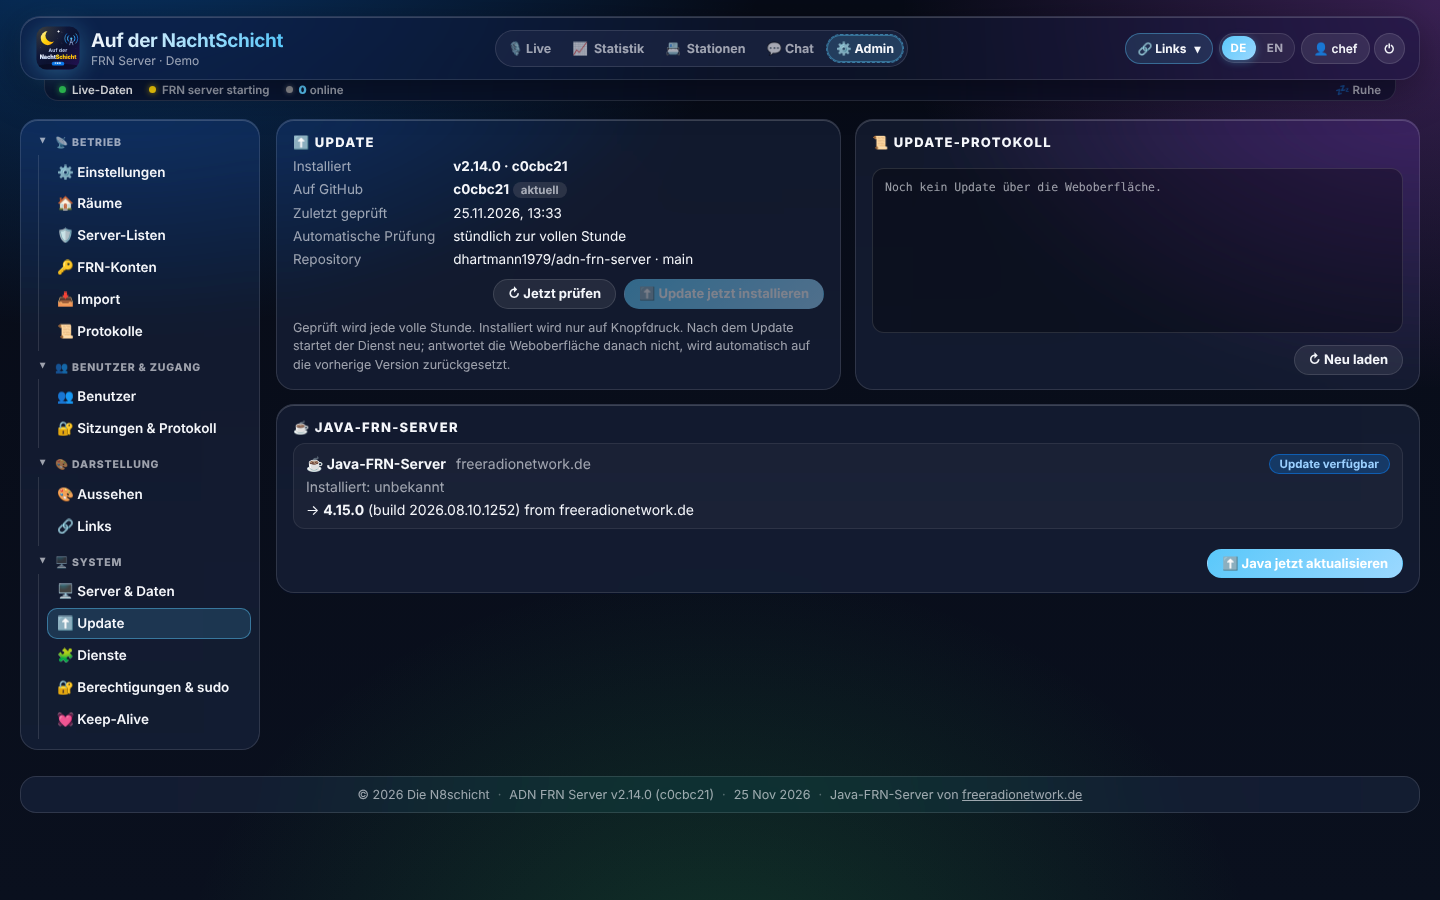 Auf der NachtSchicht
FRN Server · Demo
Live
Statistik
Stationen
Chat
Admin
Links ▾
DE
EN
chef
Live-Daten
FRN server starting
0 online
Ruhe
BETRIEB
Einstellungen
Räume
Server-Listen
FRN-Konten
Import
Protokolle
BENUTZER & ZUGANG
Benutzer
Sitzungen & Protokoll
DARSTELLUNG
Aussehen
Links
SYSTEM
Server & Daten
Update
Dienste
Berechtigungen & sudo
Keep-Alive
UPDATE
Installiert v2.14.0 · c0cbc21
Auf GitHub c0cbc21 aktuell
Zuletzt geprüft 25.11.2026, 13:33
Automatische Prüfung stündlich zur vollen Stunde
Repository dhartmann1979/adn-frn-server · main
↻ Jetzt prüfen
Update jetzt installieren
Geprüft wird jede volle Stunde. Installiert wird nur auf Knopfdruck. Nach dem Update
startet der Dienst neu; antwortet die Weboberfläche danach nicht, wird automatisch auf
die vorherige Version zurückgesetzt.
UPDATE-PROTOKOLL
Noch kein Update über die Weboberfläche.
↻ Neu laden
JAVA-FRN-SERVER
Java-FRN-Server freeradionetwork.de
Update verfügbar
Installiert: unbekannt
→ 4.15.0 (build 2026.08.10.1252) from freeradionetwork.de
Java jetzt aktualisieren
© 2026 Die N8schicht · ADN FRN Server v2.14.0 (c0cbc21) · 25 Nov 2026 · Java-FRN-Server von freeradionetwork.de